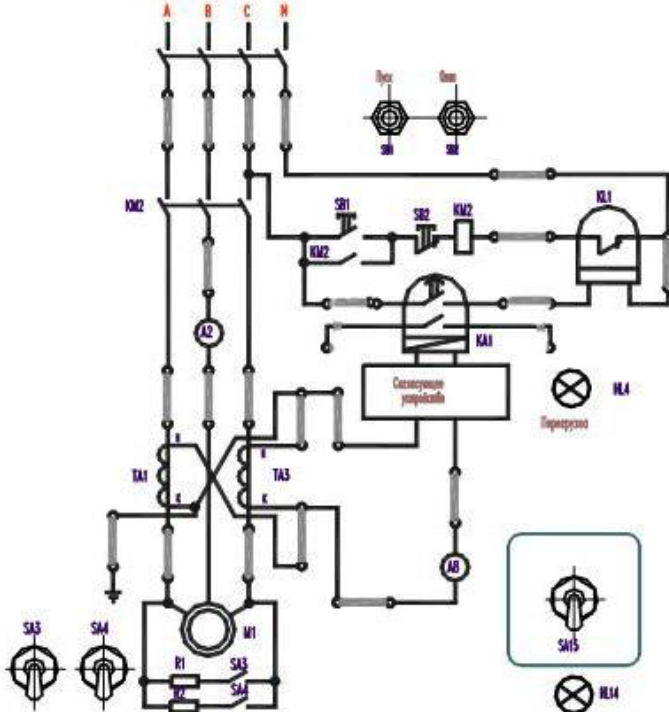 A B C N
Пуск
SB1 SB2
KM2
SB1
SB2
KM2
KL1
KM2
A2
KA1
Согласующее
устройство
HL4
Перегрузка
к к
TA1
TA3
к к
A8
SA3 SA4
M1
R1 SA3
R2 SA4
SA15
HL14